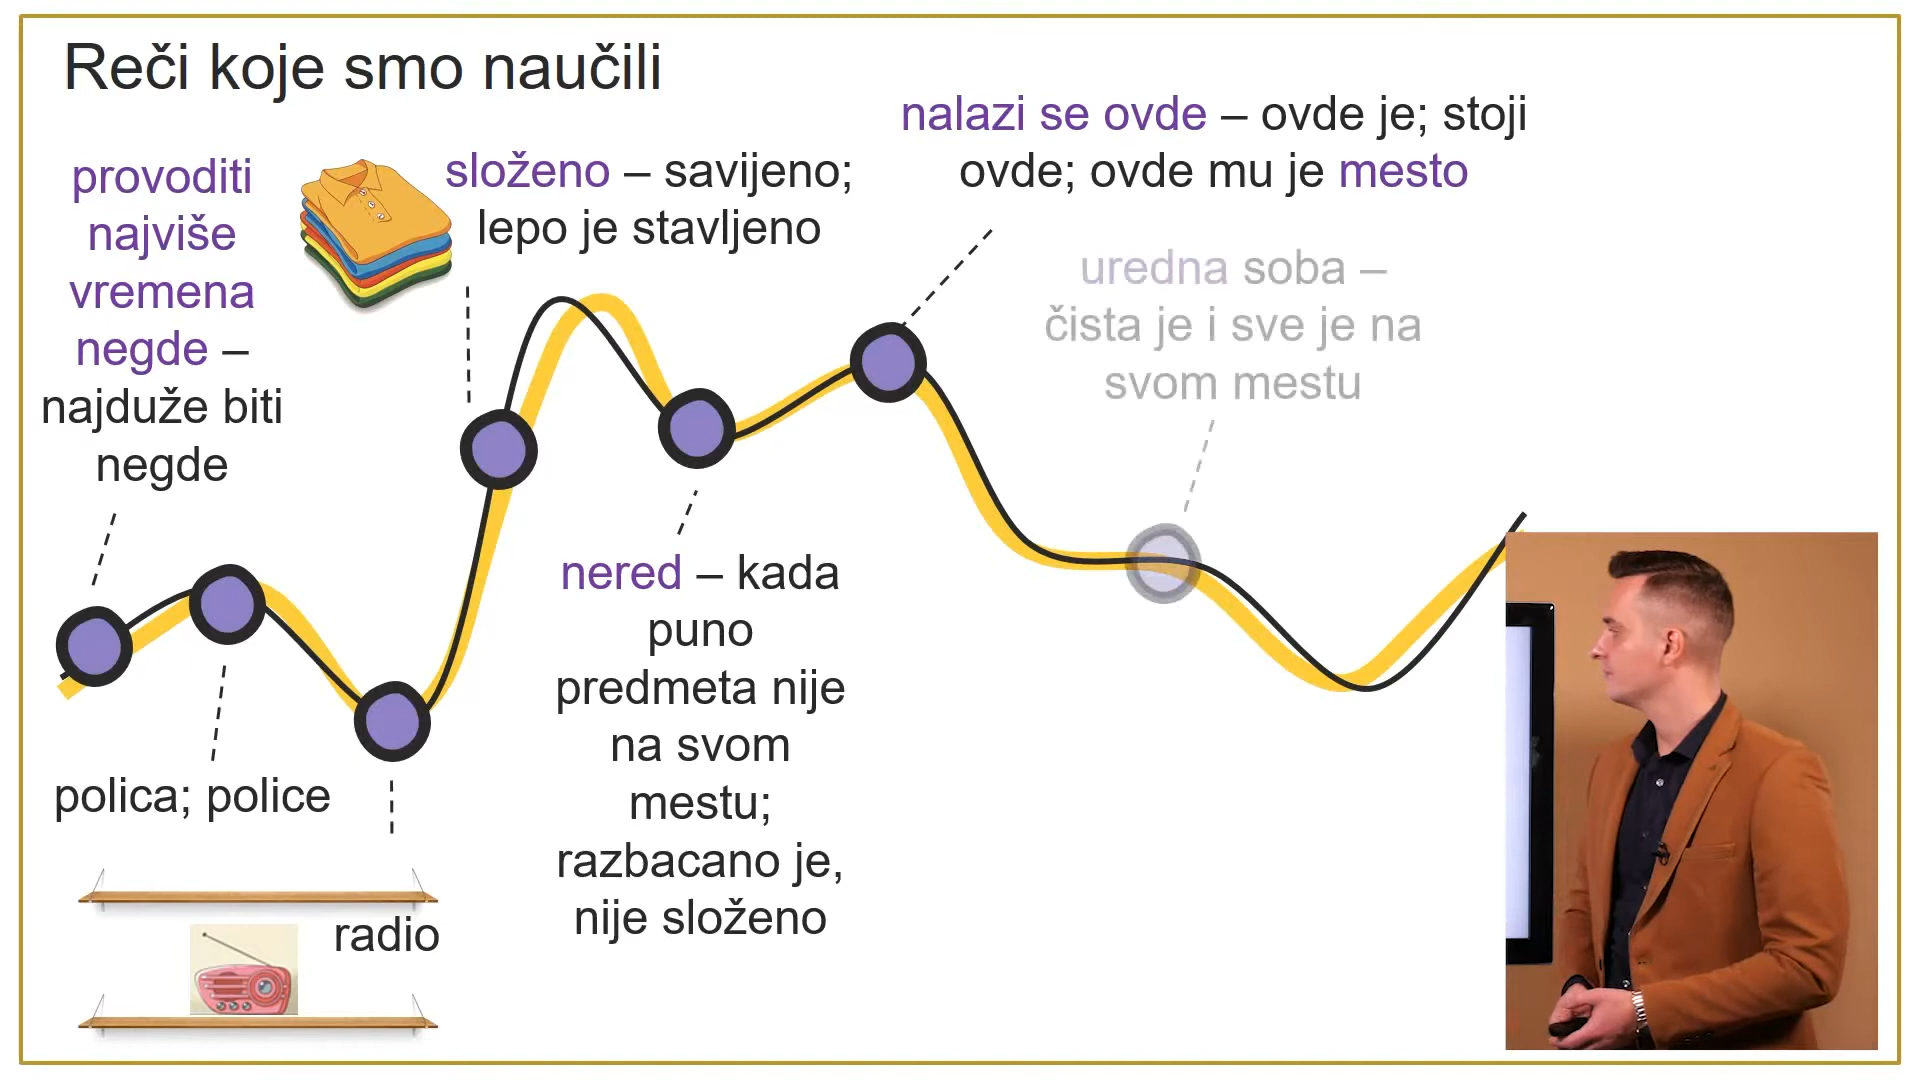 Reči koje smo naučili
provoditi
najviše
vremena
negde –
najduže biti
negde
složeno – savijeno;
lepo je stavljeno
nalazi se ovde – ovde je; stoji
ovde; ovde mu je mesto
uredna soba –
čista je i sve je na
svom mestu
polica; police
radio
nered – kada
puno
predmeta nije
na svom
mestu;
razbacano je,
nije složeno